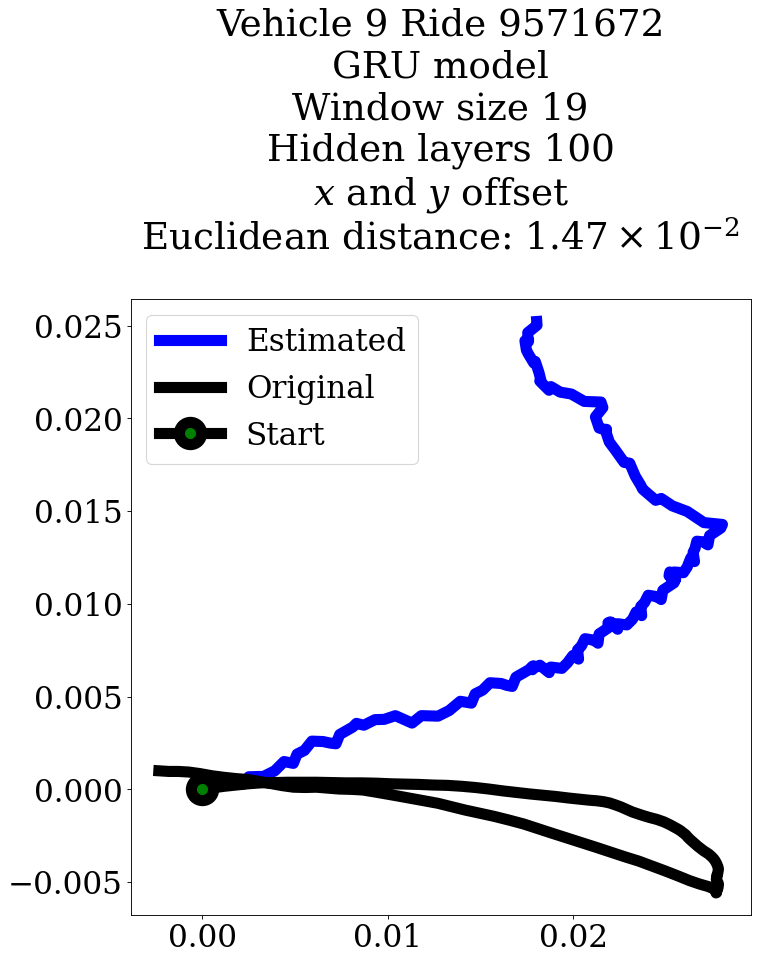 Vehicle 9 Ride 9571672
GRU model
Window size 19
Hidden layers 100
x and y offset
Euclidean distance: 1.47 × 10⁻²
Estimated
Original
Start
0.025
0.020
0.015
0.010
0.005
0.000
−0.005
0.00 0.01 0.02